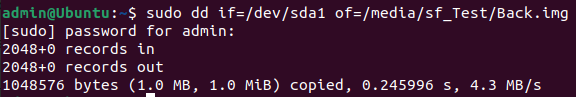 admin@Ubuntu:~$ sudo dd if=/dev/sda1 of=/media/sf_Test/Back.img
[sudo] password for admin:
2048+0 records in
2048+0 records out
1048576 bytes (1.0 MB, 1.0 MiB) copied, 0.245996 s, 4.3 MB/s